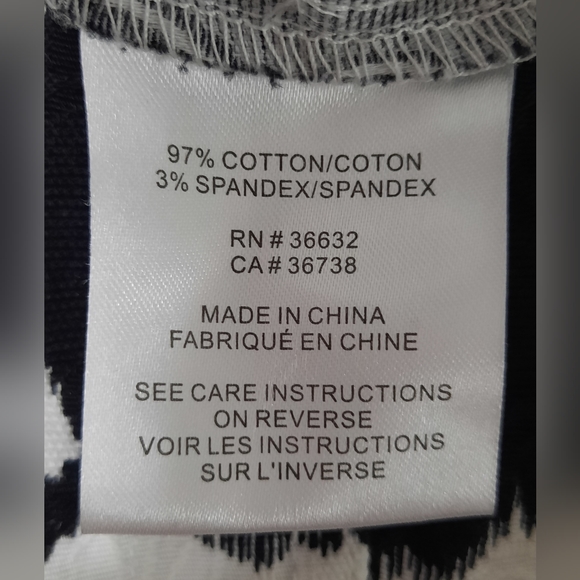 97% COTTON/COTON
3% SPANDEX/SPANDEX
RN # 36632
CA # 36738
MADE IN CHINA
FABRIQUÉ EN CHINE
SEE CARE INSTRUCTIONS
ON REVERSE
VOIR LES INSTRUCTIONS
SUR L'INVERSE